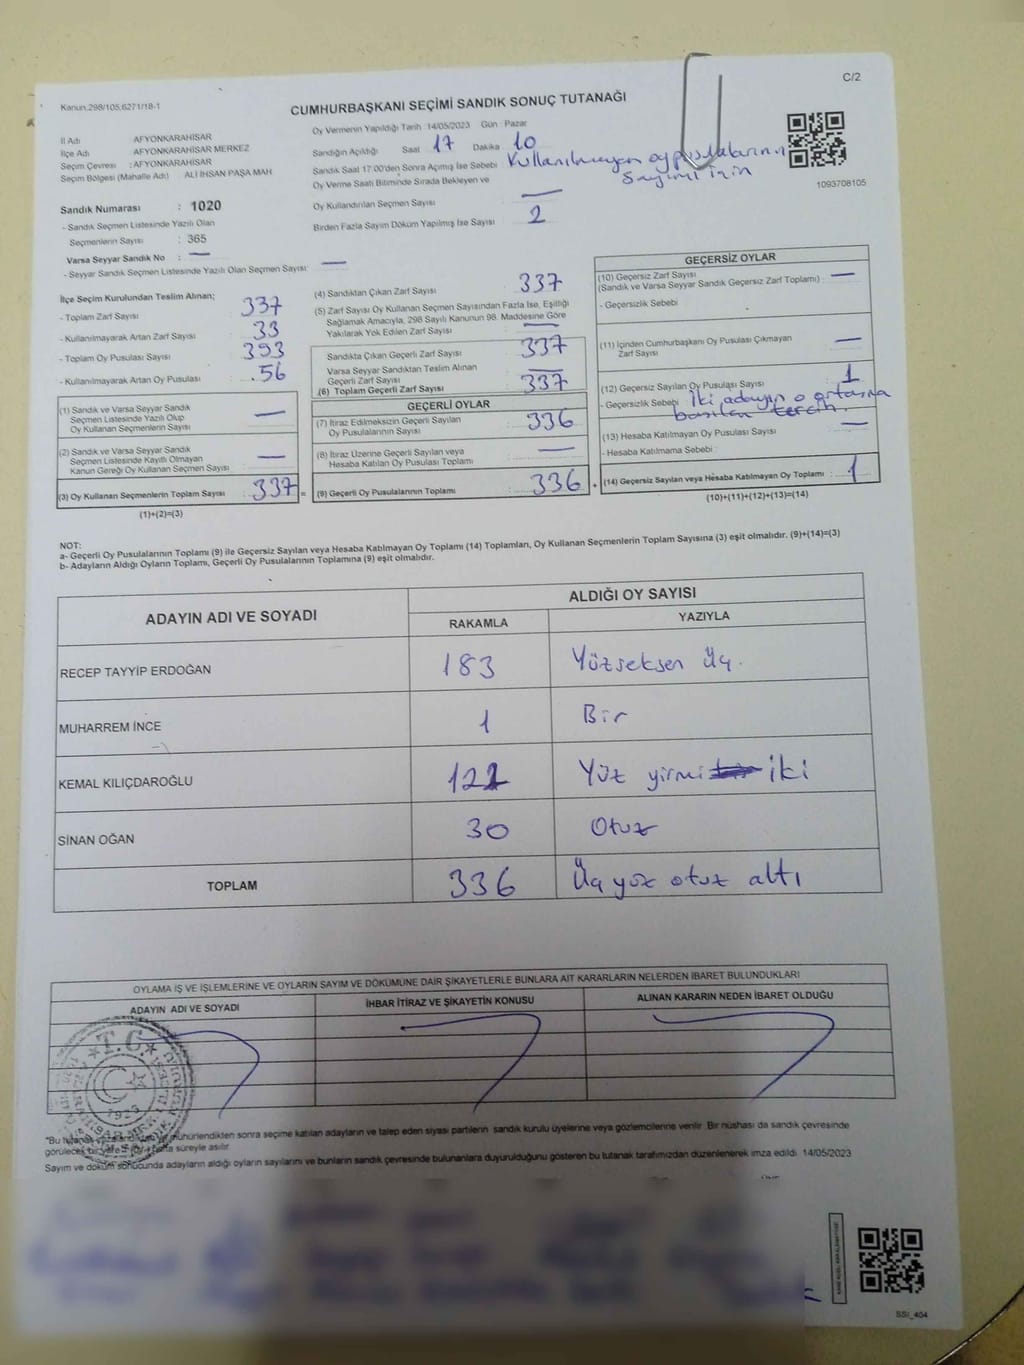 C/2
Kanun:298/105,6271/18-1
CUMHURBAŞKANI SEÇİMİ SANDIK SONUÇ TUTANAĞI
İl Adı : AFYONKARAHİSAR
İlçe Adı : AFYONKARAHİSAR MERKEZ
Seçim Çevresi : AFYONKARAHİSAR
Seçim Bölgesi (Mahalle Adı) : ALİ İHSAN PAŞA MAH
Sandık Numarası : 1020
- Sandık Seçmen Listesinde Yazılı Olan
Seçmenlerin Sayısı : 365
Varsa Seyyar Sandık No : —
- Seyyar Sandık Seçmen Listesinde Yazılı Olan Seçmen Sayısı: —
Oy Vermenin Yapıldığı Tarih :14/05/2023 Gün : Pazar
Sandığın Açıldığı Saat 17 Dakika 10
Sandık Saat 17:00'den Sonra Açılmış İse Sebebi Kullanılmayan oy pusulalarının
sayımı için
Oy Verme Saati Bitiminde Sırada Bekleyen ve
Oy Kullandırılan Seçmen Sayısı —
Birden Fazla Sayım Döküm Yapılmış İse Sayısı 2
1093708105
İlçe Seçim Kurulundan Teslim Alınan;
- Toplam Zarf Sayısı : 337
- Kullanılmayarak Artan Zarf Sayısı : 33
- Toplam Oy Pusulası Sayısı : 393
- Kullanılmayarak Artan Oy Pusulası : 56
(1) Sandık ve Varsa Seyyar Sandık
Seçmen Listesinde Yazılı Olup
Oy Kullanan Seçmenlerin Sayısı : —
(2) Sandık ve Varsa Seyyar Sandık
Seçmen Listesinde Kayıtlı Olmayan
Kanun Gereği Oy Kullanan Seçmen Sayısı : —
(3) Oy Kullanan Seçmenlerin Toplam Sayısı : 337 =
(1)+(2)=(3)
(4) Sandıktan Çıkan Zarf Sayısı : 337
(5) Zarf Sayısı Oy Kullanan Seçmen Sayısından Fazla İse, Eşitliği
Sağlamak Amacıyla, 298 Sayılı Kanunun 98. Maddesine Göre
Yakılarak Yok Edilen Zarf Sayısı : —
Sandıkta Çıkan Geçerli Zarf Sayısı : 337
Varsa Seyyar Sandıktan Teslim Alınan
Geçerli Zarf Sayısı : —
(6) Toplam Geçerli Zarf Sayısı : 337
GEÇERLİ OYLAR
(7) İtiraz Edilmeksizin Geçerli Sayılan
Oy Pusulalarının Sayısı : 336
(8) İtiraz Üzerine Geçerli Sayılan veya
Hesaba Katılan Oy Pusulası Toplamı : —
(9) Geçerli Oy Pusulalarının Toplamı : 336 +
GEÇERSİZ OYLAR
(10) Geçersiz Zarf Sayısı : —
(Sandık ve Varsa Seyyar Sandık Geçersiz Zarf Toplamı)
- Geçersizlik Sebebi :
(11) İçinden Cumhurbaşkanı Oy Pusulası Çıkmayan
Zarf Sayısı : —
(12) Geçersiz Sayılan Oy Pusulası Sayısı : 1
- Geçersizlik Sebebi : İki adayın ortasına
basılan tercih.
(13) Hesaba Katılmayan Oy Pusulası Sayısı : —
- Hesaba Katılmama Sebebi :
(14) Geçersiz Sayılan veya Hesaba Katılmayan Oy Toplamı : 1
(10)+(11)+(12)+(13)=(14)
NOT:
a- Geçerli Oy Pusulalarının Toplamı (9) ile Geçersiz Sayılan veya Hesaba Katılmayan Oy Toplamı (14) Toplamları, Oy Kullanan Seçmenlerin Toplam Sayısına (3) eşit olmalıdır. (9)+(14)=(3)
b- Adayların Aldığı Oyların Toplamı, Geçerli Oy Pusulalarının Toplamına (9) eşit olmalıdır.
ADAYIN ADI VE SOYADI
ALDIĞI OY SAYISI
RAKAMLA YAZIYLA
RECEP TAYYİP ERDOĞAN 183 Yüzseksen üç.
MUHARREM İNCE 1 Bir
KEMAL KILIÇDAROĞLU 122 Yüz yirmi iki
SİNAN OĞAN 30 Otuz
TOPLAM 336 Üç yüz otuz altı
OYLAMA İŞ VE İŞLEMLERİNE VE OYLARIN SAYIM VE DÖKÜMÜNE DAİR ŞİKAYETLERLE BUNLARA AİT KARARLARIN NELERDEN İBARET BULUNDUKLARI
ADAYIN ADI VE SOYADI İHBAR İTİRAZ VE ŞİKAYETİN KONUSU ALINAN KARARIN NEDEN İBARET OLDUĞU
T.C.
1923
*Bu mühürlendikten sonra seçime katılan adayların ve talep eden siyasi partilerin sandık kurulu üyelerine veya gözlemcilerine verilir. Bir nüshası da sandık çevresinde
görülecek bir yere hafta süreyle asılır.
Sayım ve döküm sonucunda adayların aldığı oyların sayılarını ve bunların sandık çevresinde bulunanlara duyurulduğunu gösteren bu tutanak tarafımızdan düzenlenerek imza edildi. 14/05/2023
SSI_404